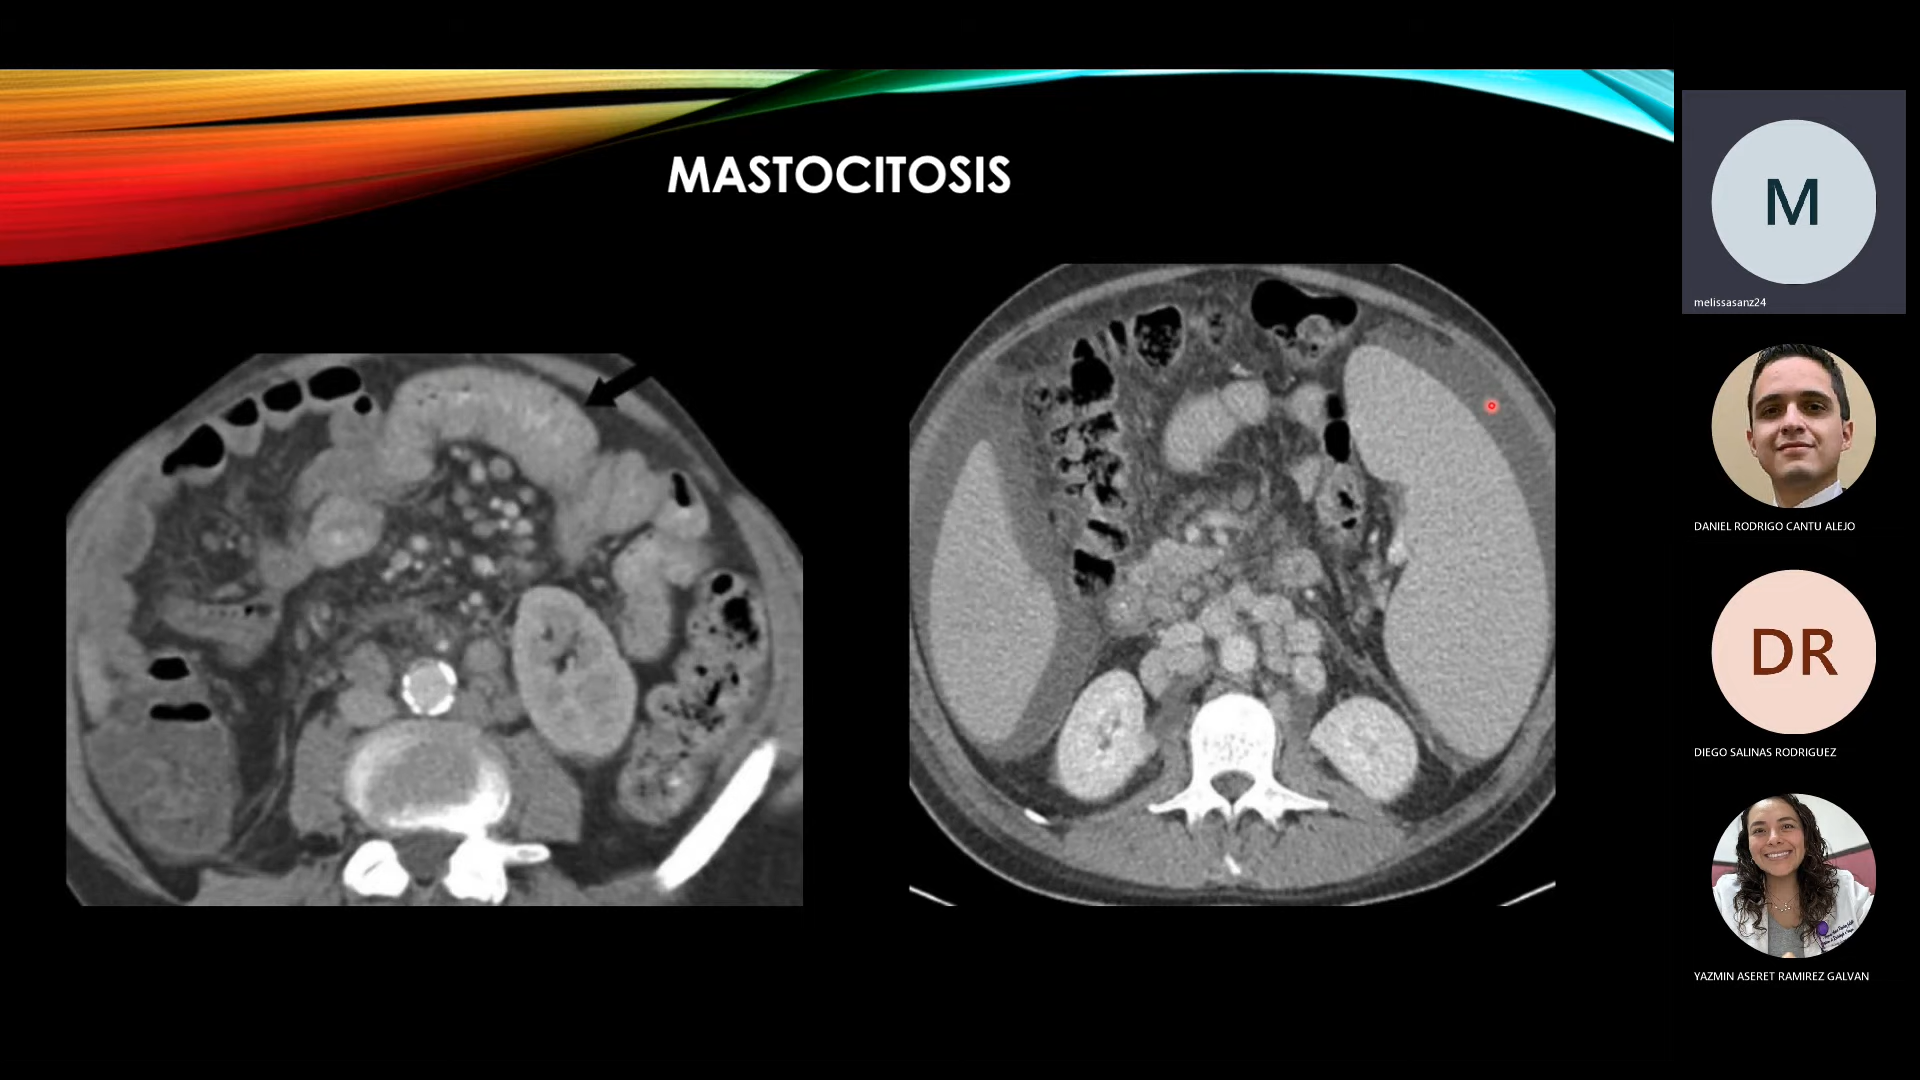 MASTOCITOSIS
M
melissasanz24
DANIEL RODRIGO CANTU ALEJO
DR
DIEGO SALINAS RODRIGUEZ
YAZMIN ASERET RAMIREZ GALVAN